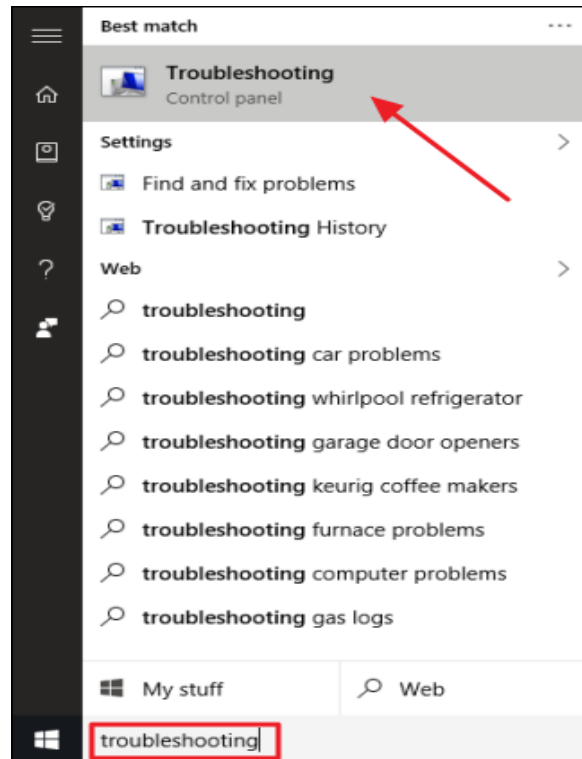 Best match
Troubleshooting
Control panel
Settings
Find and fix problems
Troubleshooting History
Web
troubleshooting
troubleshooting car problems
troubleshooting whirlpool refrigerator
troubleshooting garage door openers
troubleshooting keurig coffee makers
troubleshooting furnace problems
troubleshooting computer problems
troubleshooting gas logs
My stuff
Web
troubleshooting